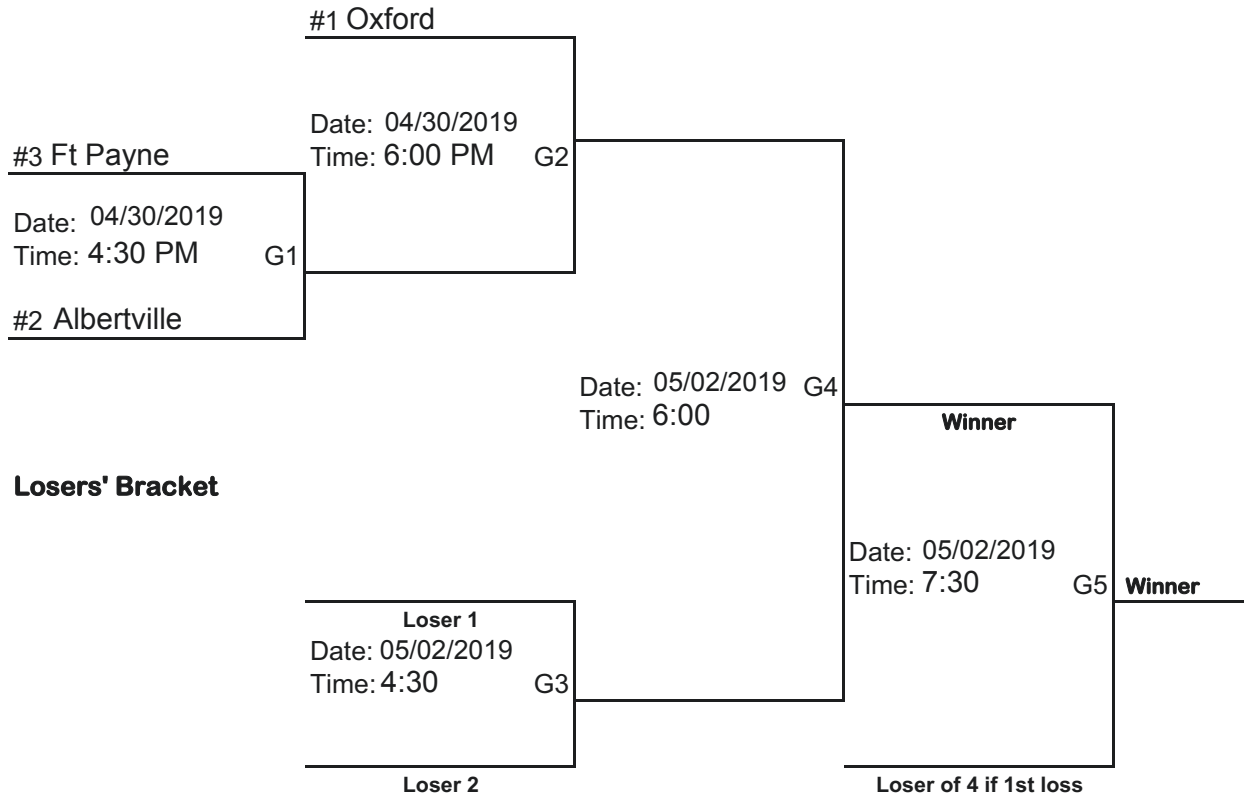 #1 Oxford
Date: 04/30/2019
Time: 6:00 PM G2
#3 Ft Payne
Date: 04/30/2019
Time: 4:30 PM G1
#2 Albertville
Date: 05/02/2019 G4
Time: 6:00
Winner
Losers' Bracket
Date: 05/02/2019
Time: 7:30 G5 Winner
Loser 1
Date: 05/02/2019
Time: 4:30 G3
Loser 2
Loser of 4 if 1st loss